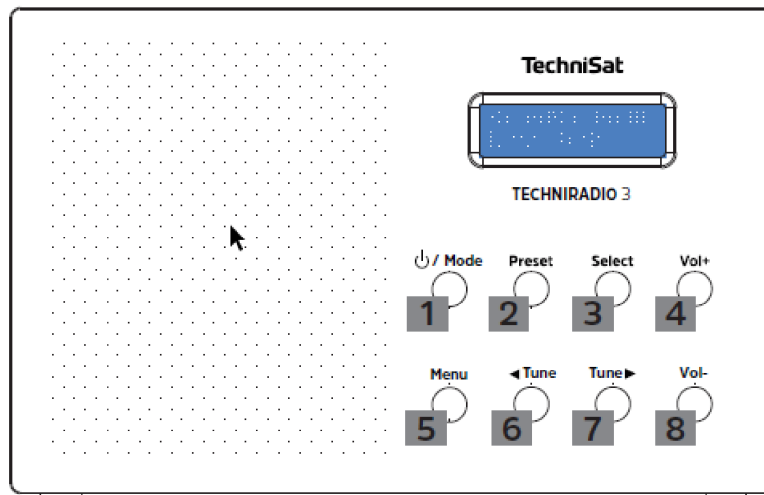 TechniSat
TECHNIRADIO 3
/ Mode Preset Select Vol+
1 2 3 4
Menu ◄ Tune Tune ► Vol-
5 6 7 8